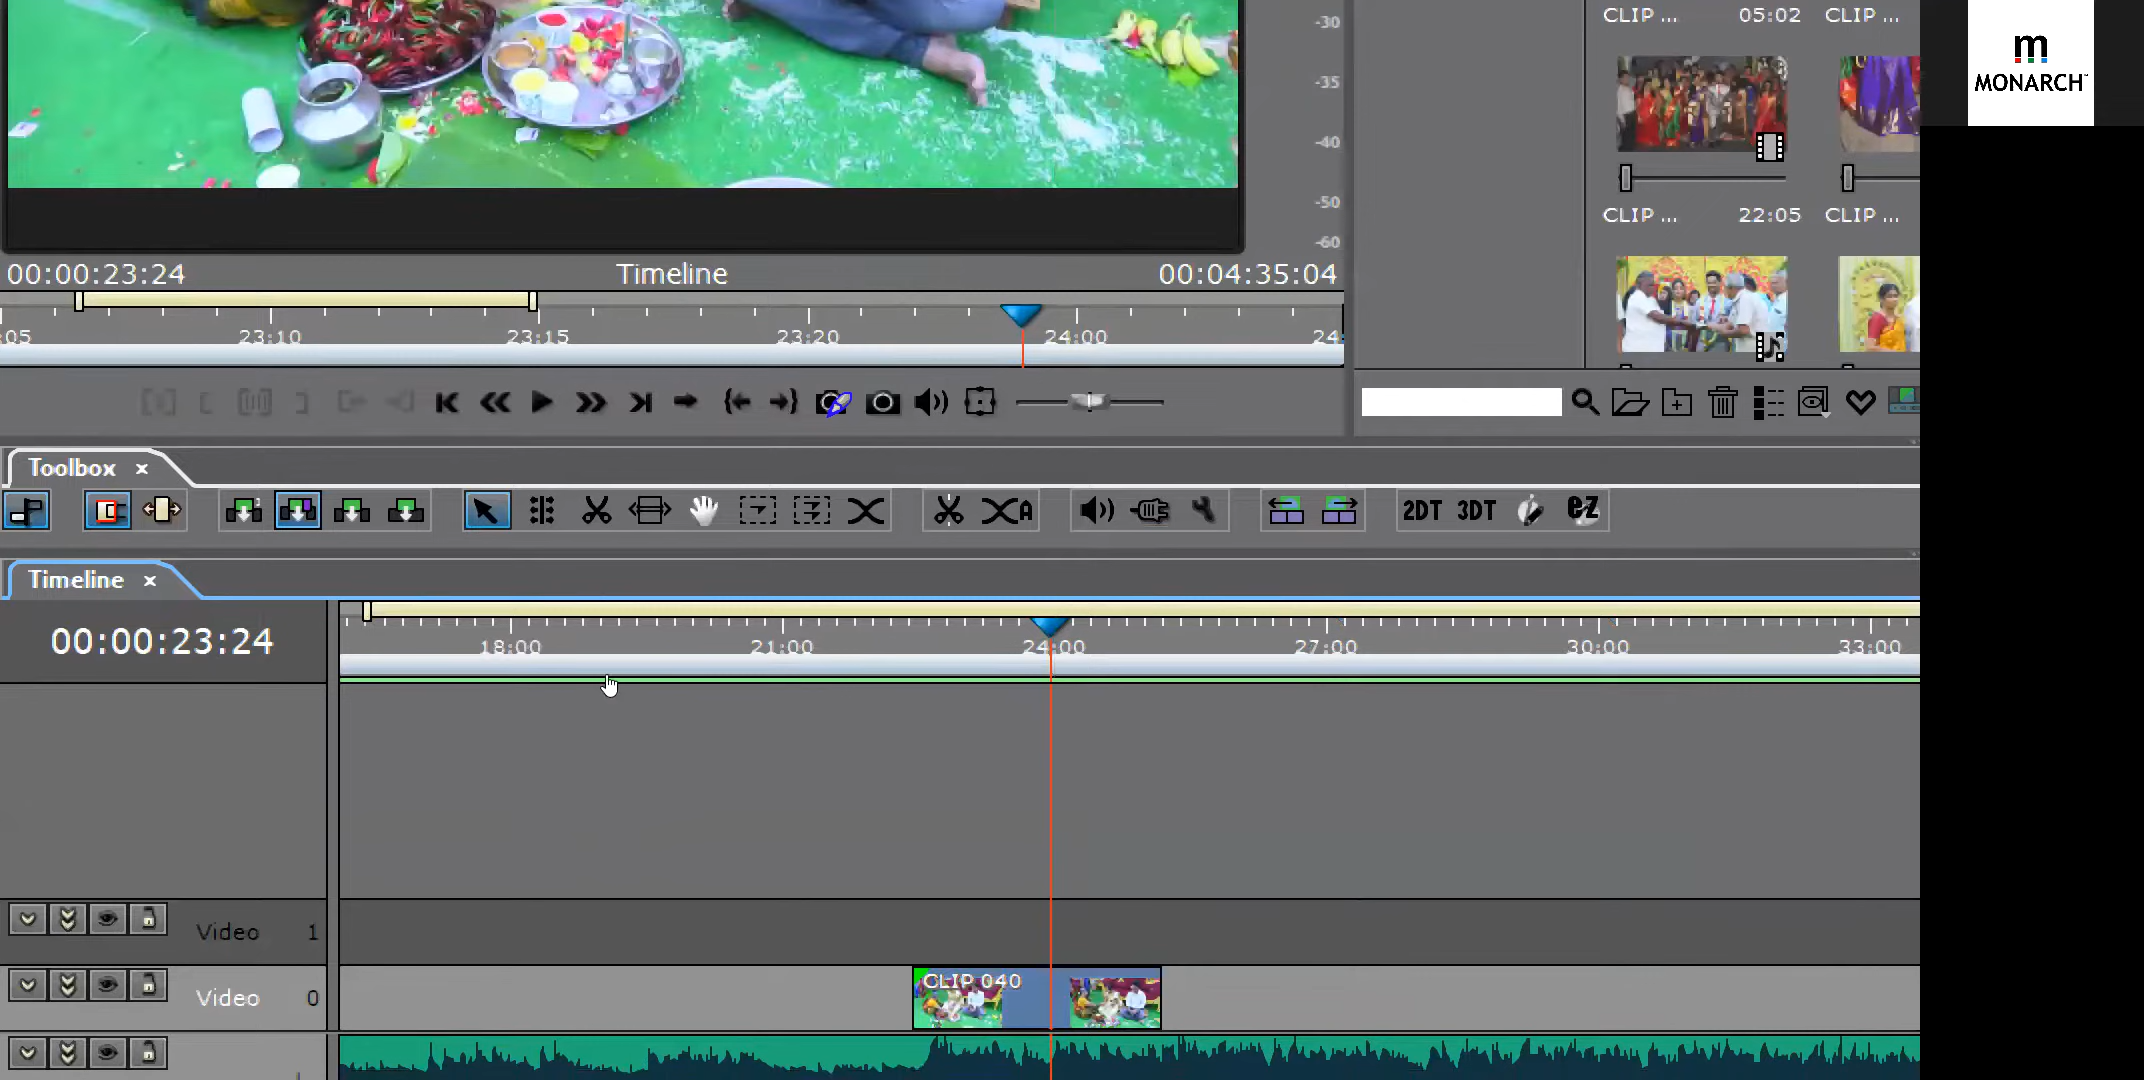 -30
CLIP ... 05:02 CLIP ...
m
MONARCH
-35
-40
-50
CLIP ... 22:05 CLIP ...
-60
00:00:23:24 Timeline 00:04:35:04
:05 23:10 23:15 23:20 24:00 24:
Toolbox x
A 2DT 3DT eZ
Timeline x
00:00:23:24
18:00 21:00 24:00 27:00 30:00 33:00
Video 1
CLIP 040
Video 0